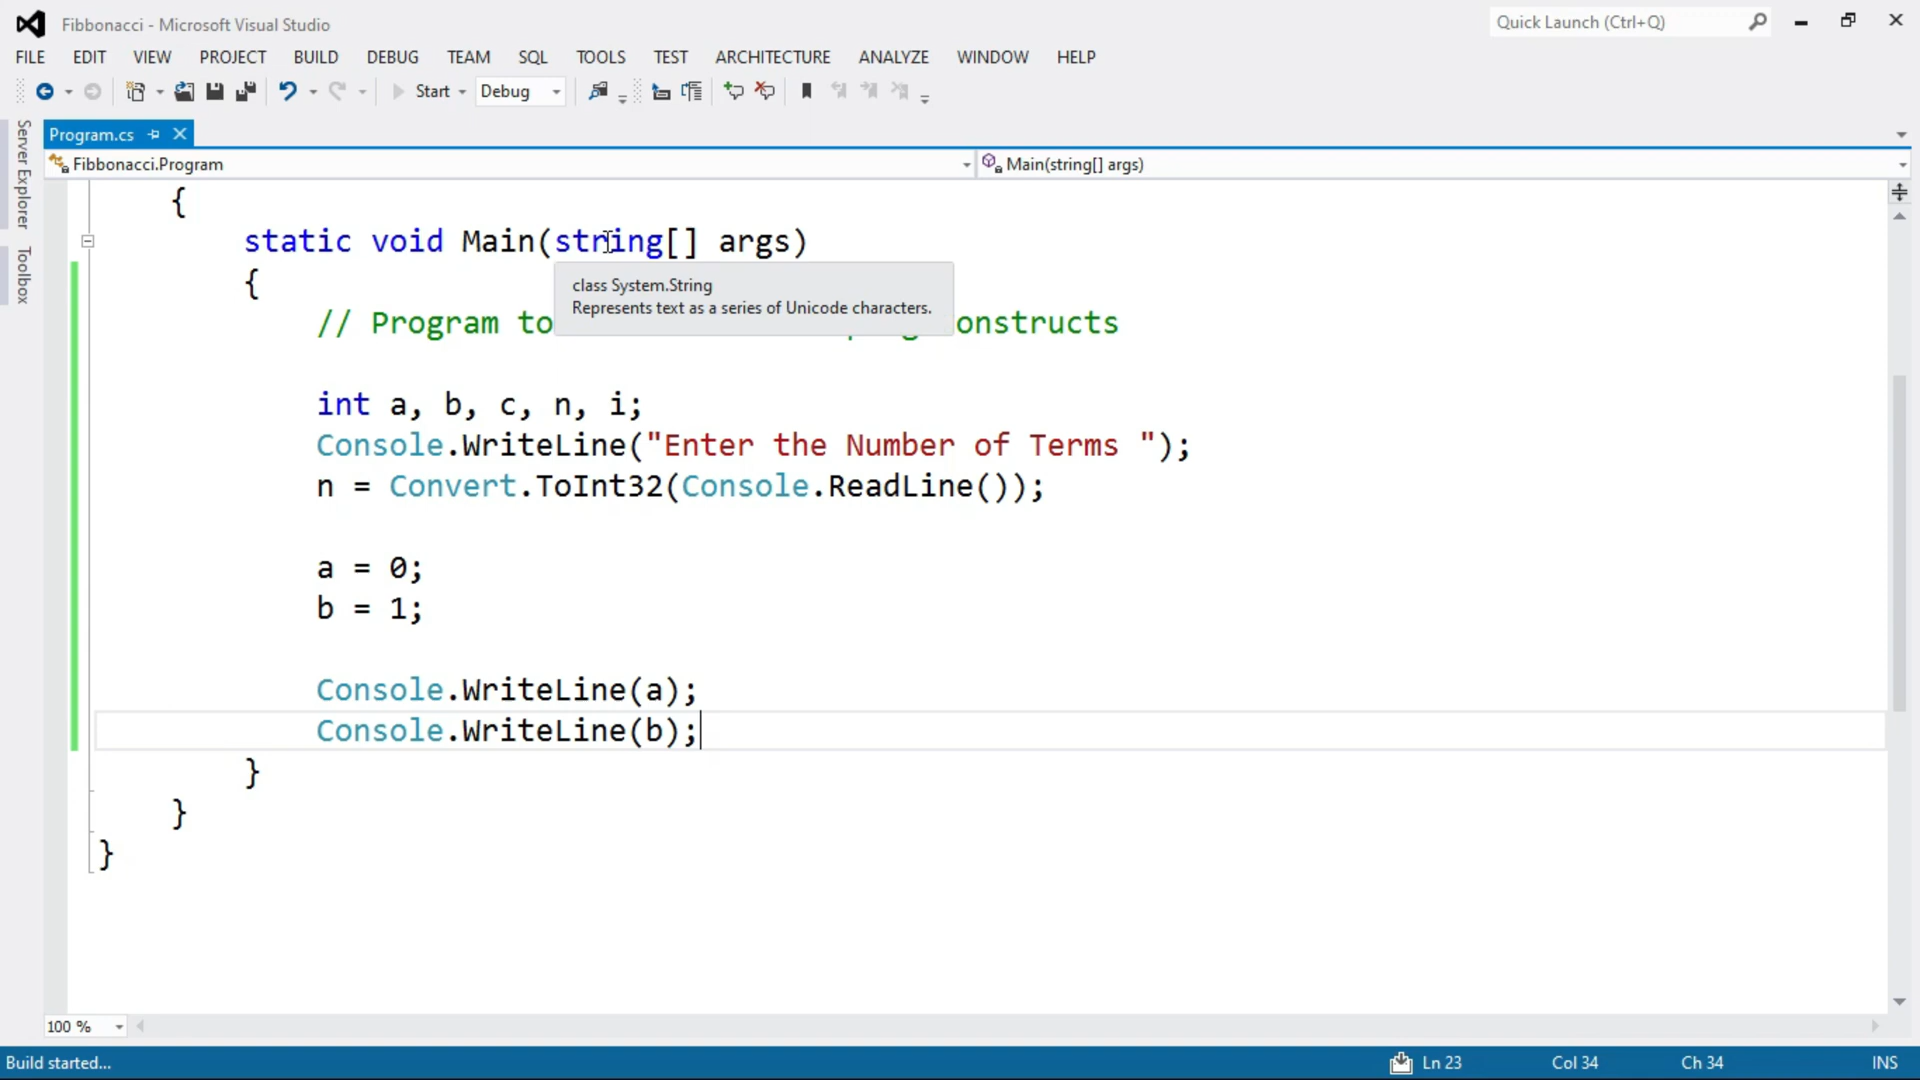 Fibbonacci - Microsoft Visual Studio
Quick Launch (Ctrl+Q)
FILE EDIT VIEW PROJECT BUILD DEBUG TEAM SQL TOOLS TEST ARCHITECTURE ANALYZE WINDOW HELP
Start Debug
Program.cs
Fibbonacci.Program
Main(string[] args)
Server Explorer
Toolbox
{
static void Main(string[] args)
{
class System.String
Represents text as a series of Unicode characters.
// Program to onstructs
int a, b, c, n, i;
Console.WriteLine("Enter the Number of Terms ");
n = Convert.ToInt32(Console.ReadLine());
a = 0;
b = 1;
Console.WriteLine(a);
Console.WriteLine(b);
}
}
}
100 %
Build started...
Ln 23 Col 34 Ch 34 INS